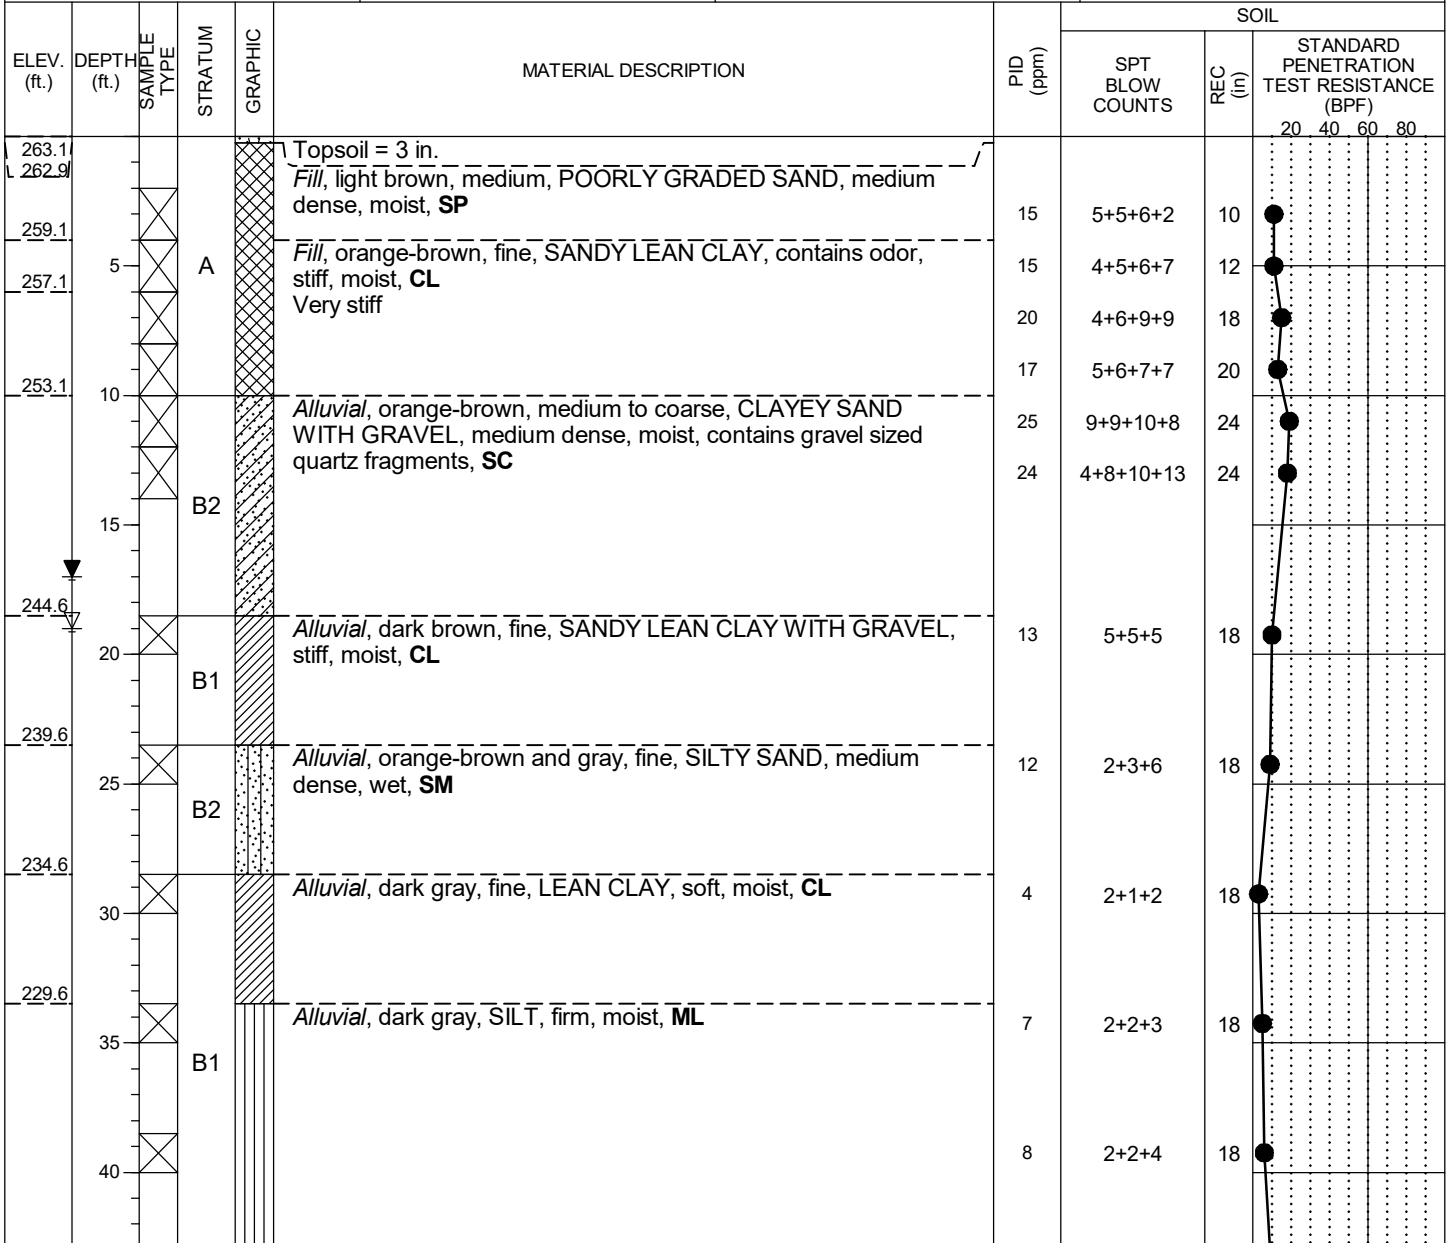 SOIL
ELEV. (ft.)
DEPTH (ft.)
SAMPLE TYPE
STRATUM
GRAPHIC
MATERIAL DESCRIPTION
PID (ppm)
SPT BLOW COUNTS
REC (in)
STANDARD PENETRATION TEST RESISTANCE (BPF)
20 40 60 80
263.1
Topsoil = 3 in.
262.9
Fill, light brown, medium, POORLY GRADED SAND, medium
dense, moist, SP
15 5+5+6+2 10
259.1
Fill, orange-brown, fine, SANDY LEAN CLAY, contains odor,
5 A
stiff, moist, CL
15 4+5+6+7 12
257.1
Very stiff
20 4+6+9+9 18
17 5+6+7+7 20
253.1
10
Alluvial, orange-brown, medium to coarse, CLAYEY SAND
WITH GRAVEL, medium dense, moist, contains gravel sized
quartz fragments, SC
25 9+9+10+8 24
24 4+8+10+13 24
B2
15
244.6
Alluvial, dark brown, fine, SANDY LEAN CLAY WITH GRAVEL,
stiff, moist, CL
13 5+5+5 18
20
B1
239.6
Alluvial, orange-brown and gray, fine, SILTY SAND, medium
dense, wet, SM
12 2+3+6 18
25
B2
234.6
Alluvial, dark gray, fine, LEAN CLAY, soft, moist, CL
4 2+1+2 18
30
229.6
Alluvial, dark gray, SILT, firm, moist, ML
7 2+2+3 18
35
B1
8 2+2+4 18
40